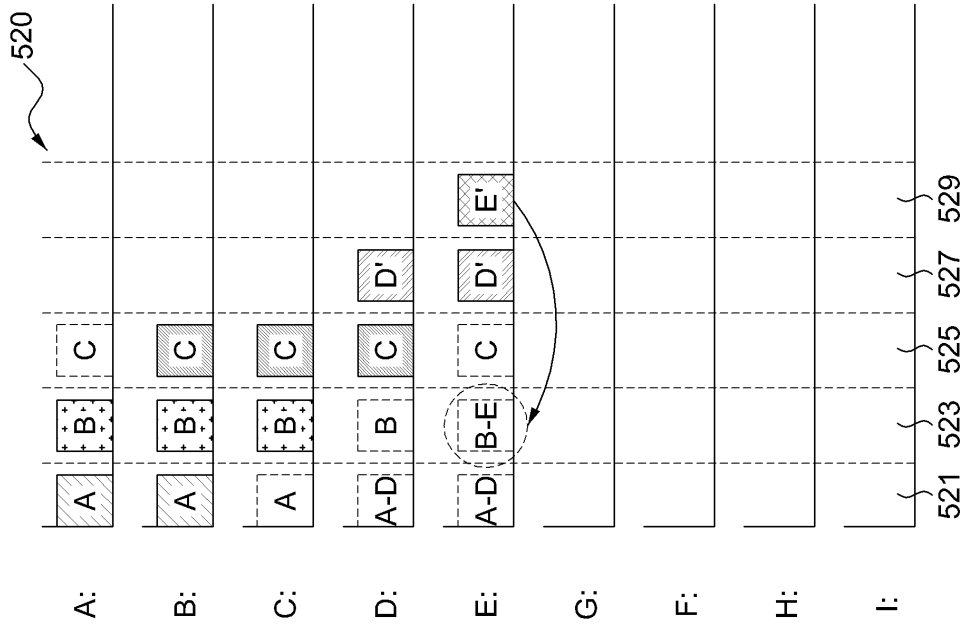 520
A: A B C
B: A B C
C: A B C
D: A-D B C D'
E: A-D B-E C D' E'
G:
F:
H:
I:
521 523 525 527 529